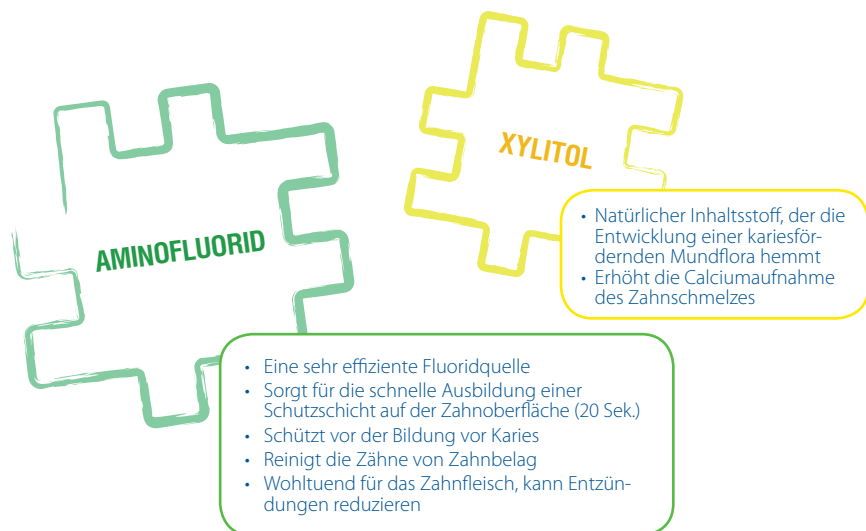 XYLITOL
• Natürlicher Inhaltsstoff, der die
Entwicklung einer kariesför-
dernden Mundflora hemmt
• Erhöht die Calciumaufnahme
des Zahnschmelzes
AMINOFLUORID
• Eine sehr effiziente Fluoridquelle
• Sorgt für die schnelle Ausbildung einer
Schutzschicht auf der Zahnoberfläche (20 Sek.)
• Schützt vor der Bildung vor Karies
• Reinigt die Zähne von Zahnbelag
• Wohltuend für das Zahnfleisch, kann Entzün-
dungen reduzieren